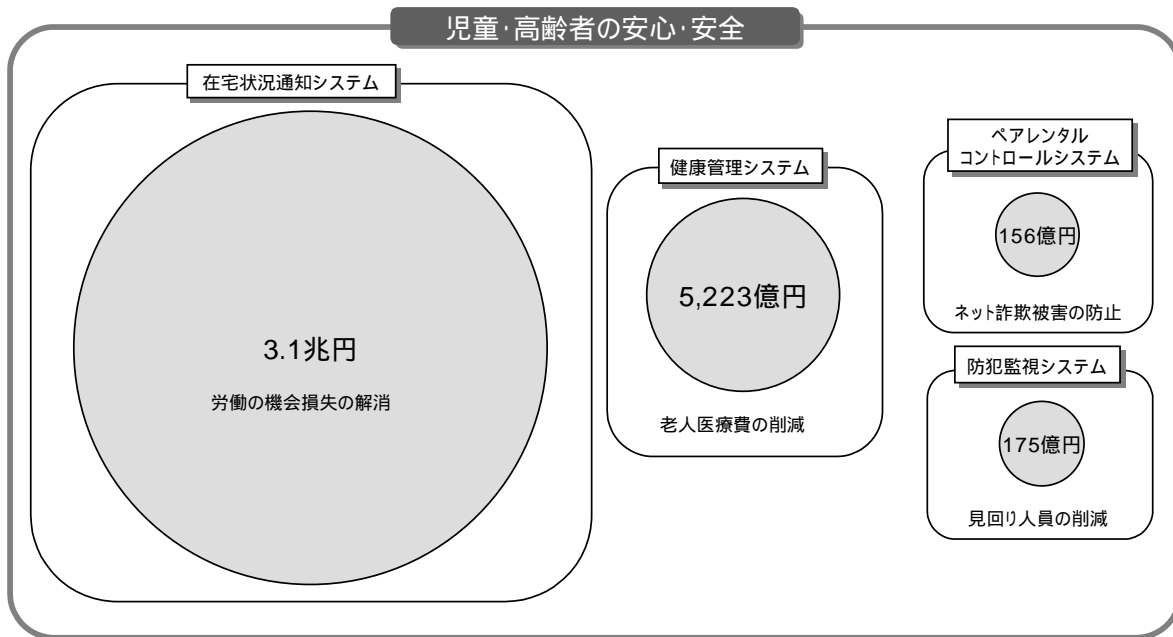 児童･高齢者の安心･安全
在宅状況通知システム
3.1兆円
労働の機会損失の解消
健康管理システム
5,223億円
老人医療費の削減
ペアレンタル
コントロールシステム
156億円
ネット詐欺被害の防止
防犯監視システム
175億円
見回り人員の削減